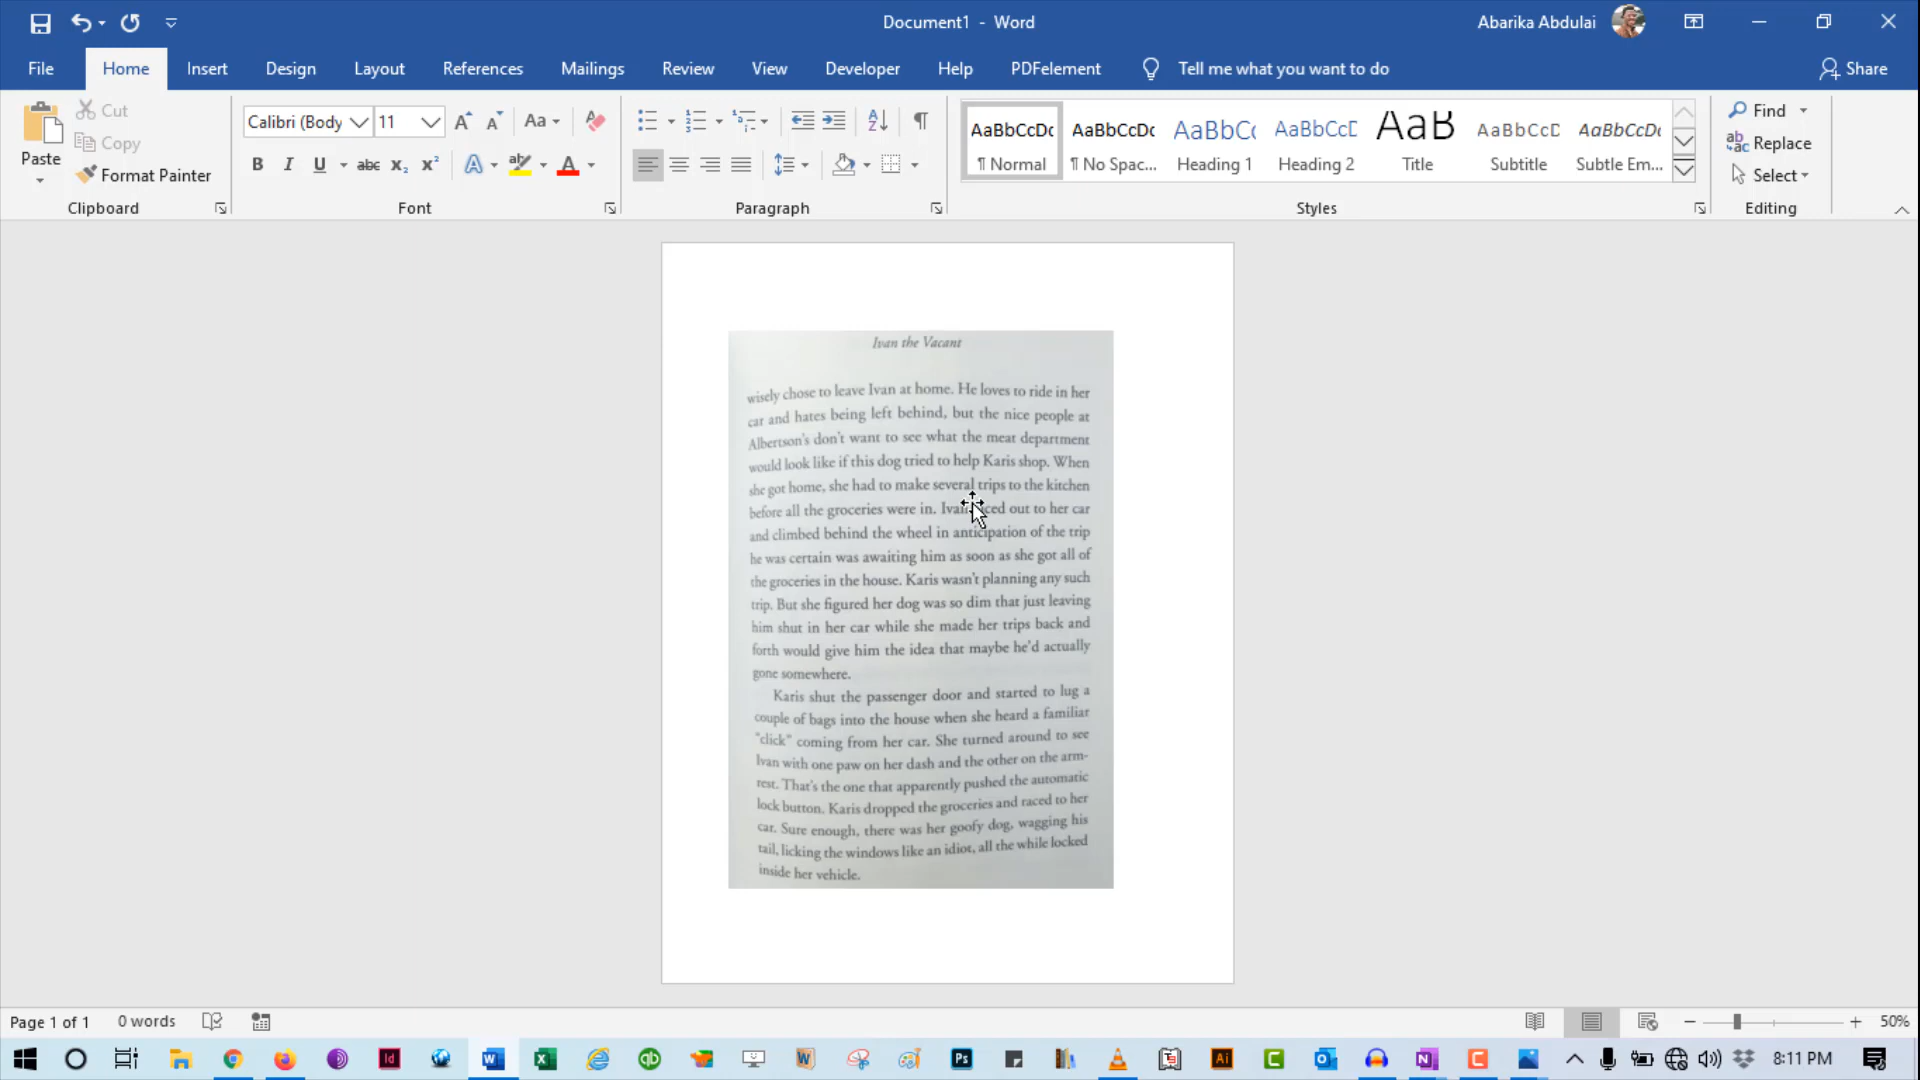 Document1 - Word
Abarika Abdulai
File Home Insert Design Layout References Mailings Review View Developer Help PDFelement Tell me what you want to do Share
Paste
Cut
Copy
Format Painter
Clipboard
Calibri (Body 11
Aa
B I U abc x₂ x² A A
Font
Paragraph
AaBbCcDc AaBbCcDc AaBbCc AaBbCcD AaB AaBbCcD AaBbCcDc
¶ Normal ¶ No Spac... Heading 1 Heading 2 Title Subtitle Subtle Em...
Styles
Find
Replace
Select
Editing
Ivan the Vacant
wisely chose to leave Ivan at home. He loves to ride in her
car and hates being left behind, but the nice people at
Albertson's don't want to see what the meat department
would look like if this dog tried to help Karis shop. When
she got home, she had to make several trips to the kitchen
before all the groceries were in. Ivan out to her car
and climbed behind the wheel in anticipation of the trip
he was certain was awaiting him as soon as she got all of
the groceries in the house. Karis wasn't planning any such
trip. But she figured her dog was so dim that just leaving
him shut in her car while she made her trips back and
forth would give him the idea that maybe he'd actually
gone somewhere.
Karis shut the passenger door and started to lug a
couple of bags into the house when she heard a familiar
"click" coming from her car. She turned around to see
Ivan with one paw on her dash and the other on the arm-
rest. That's the one that apparently pushed the automatic
lock button. Karis dropped the groceries and raced to her
car. Sure enough, there was her goofy dog, wagging his
tail, licking the windows like an idiot, all the while locked
inside her vehicle.
Page 1 of 1 0 words 50%
8:11 PM